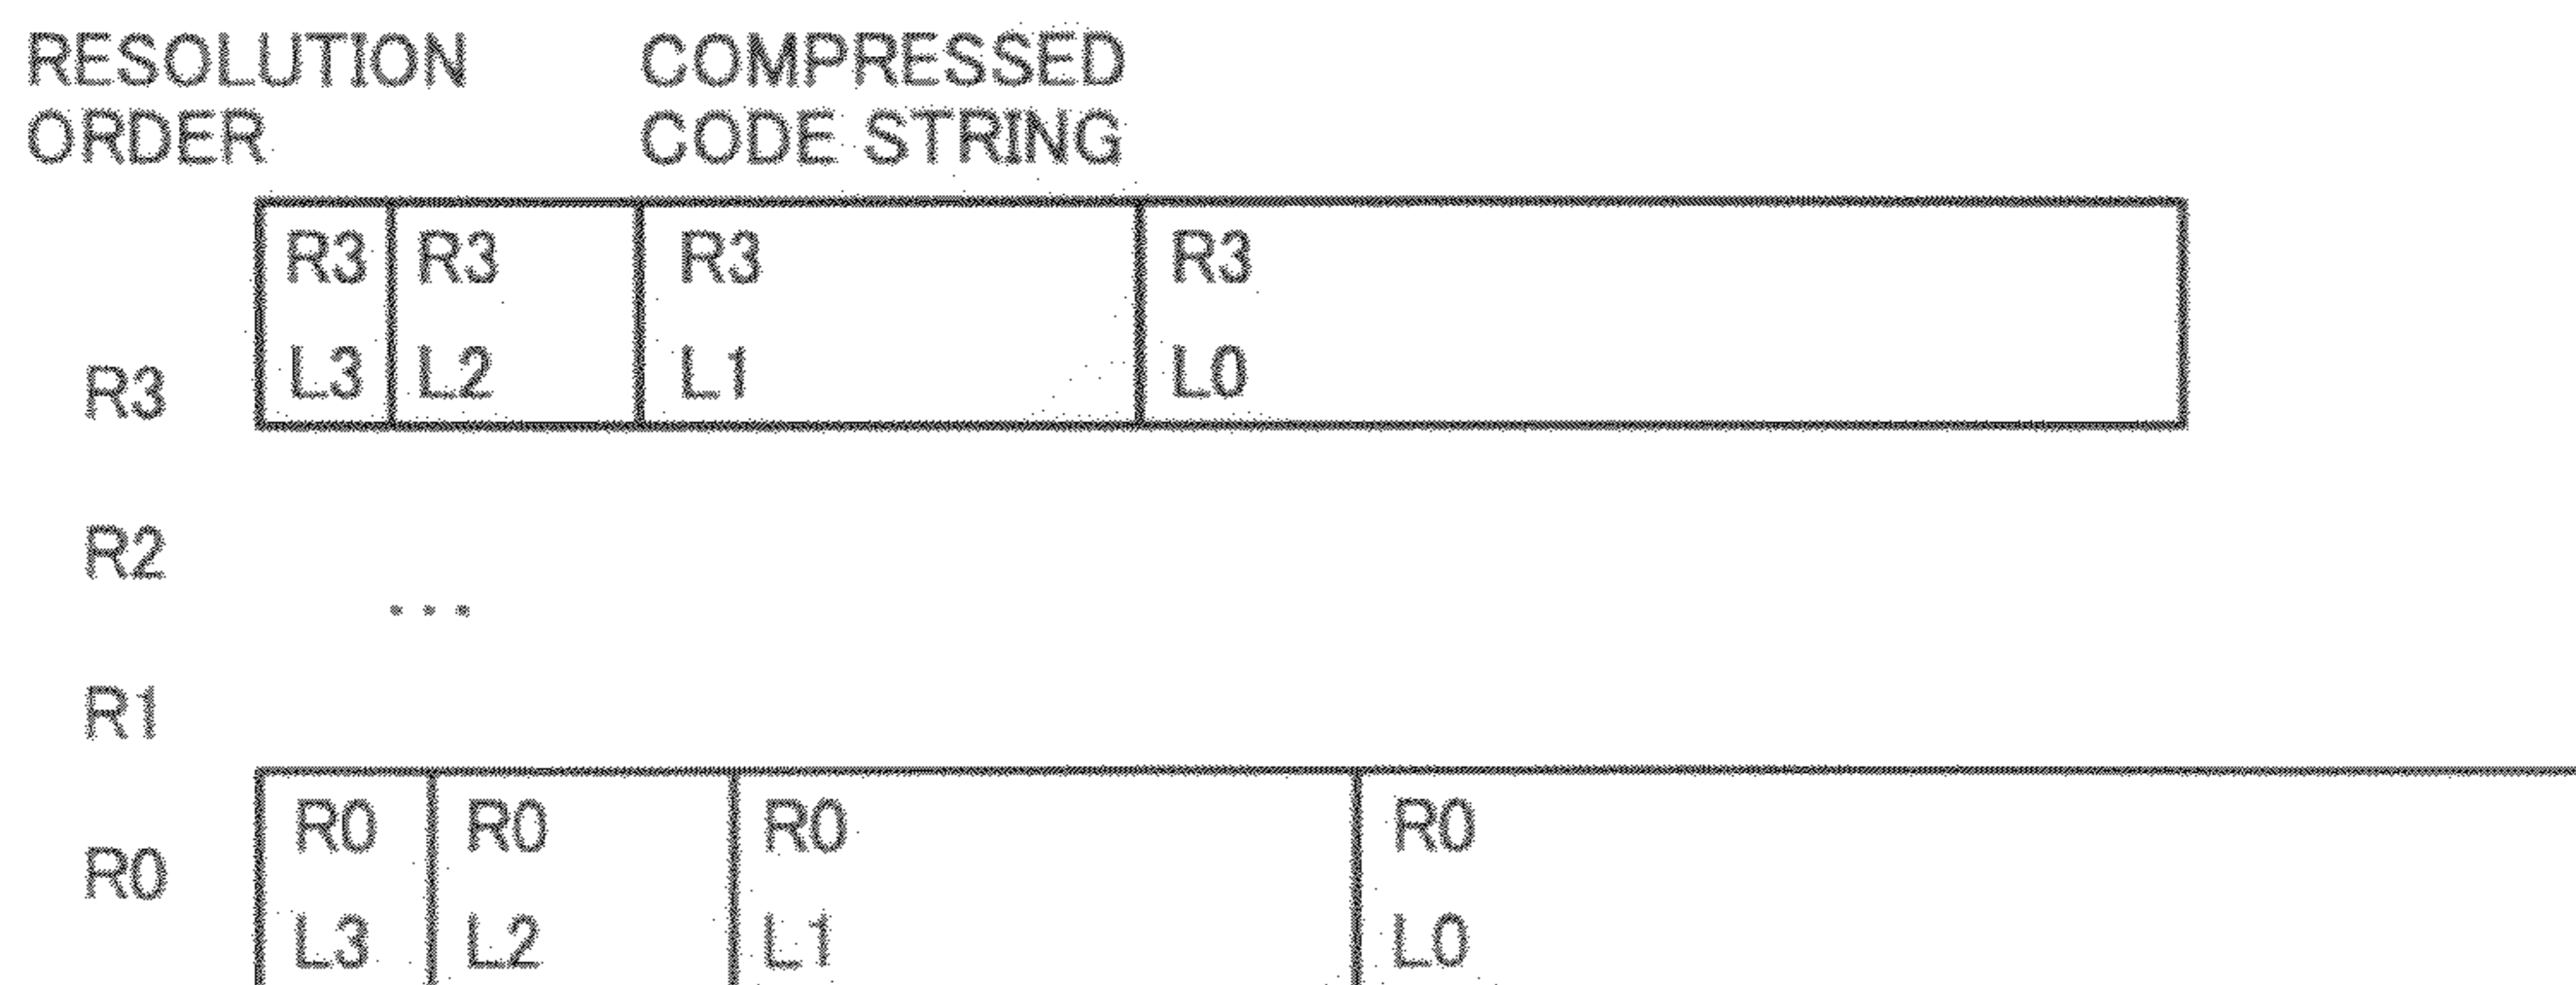 RESOLUTION ORDER
COMPRESSED CODE STRING
R3 R3 R3 R3
L3 L2 L1 L0
R3
R2
...
R1
R0 R0 R0 R0
R0
L3 L2 L1 L0